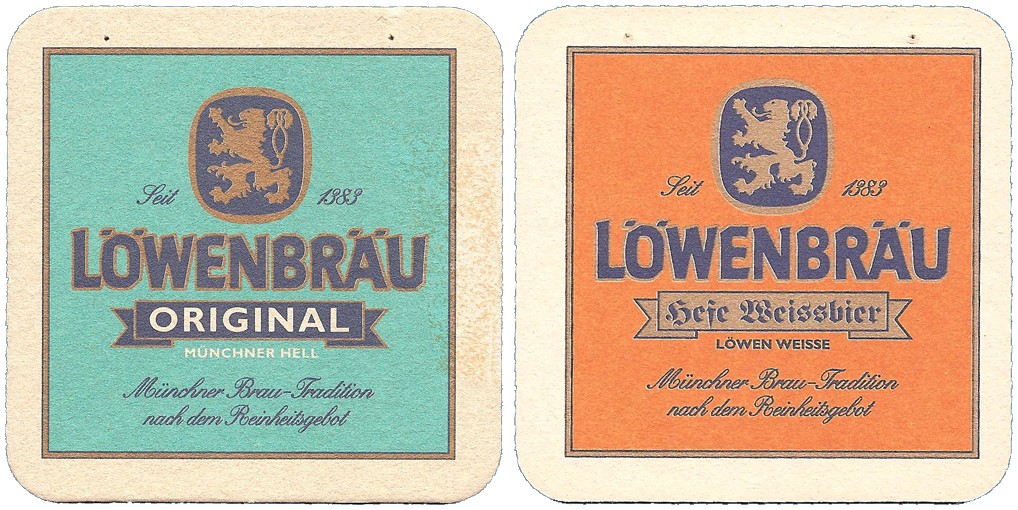 Seit 1383
LÖWENBRÄU
ORIGINAL
MÜNCHNER HELL
Münchner Brau-Tradition
nach dem Reinheitsgebot
Seit 1383
LÖWENBRÄU
Hefe Weissbier
LÖWEN WEISSE
Münchner Brau-Tradition
nach dem Reinheitsgebot